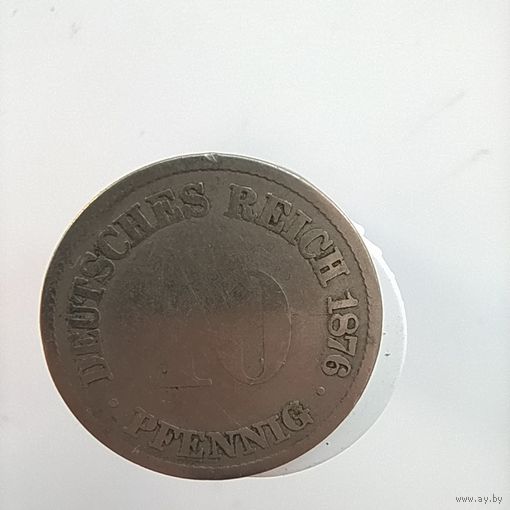 DEUTSCHES REICH 1876
10
· PFENNIG ·
www.ay.by